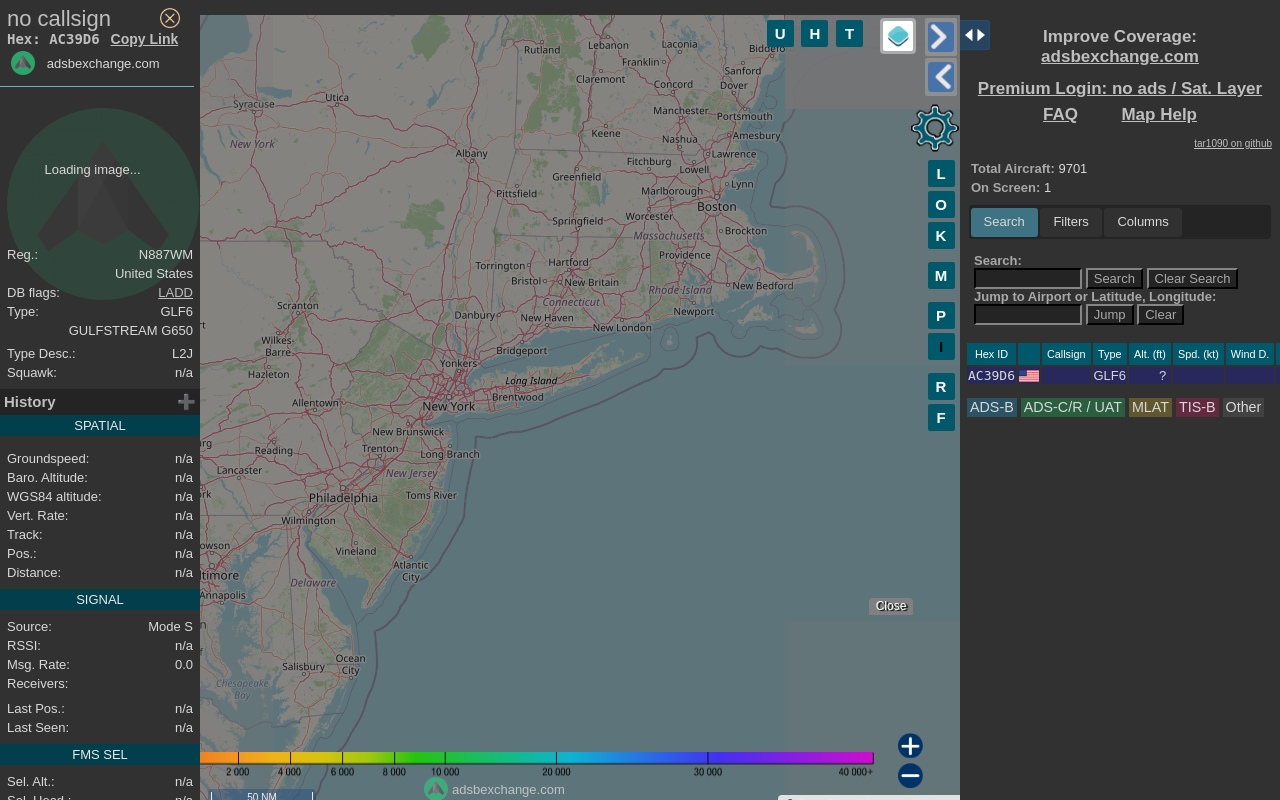 no callsign
Hex: AC39D6 Copy Link
adsbexchange.com
Loading image...
Reg.: N887WM
United States
DB flags: LADD
Type: GLF6
GULFSTREAM G650
Type Desc.: L2J
Squawk: n/a
History
SPATIAL
Groundspeed: n/a
Baro. Altitude: n/a
WGS84 altitude: n/a
Vert. Rate: n/a
Track: n/a
Pos.: n/a
Distance: n/a
SIGNAL
Source: Mode S
RSSI: n/a
Msg. Rate: 0.0
Receivers:
Last Pos.: n/a
Last Seen: n/a
FMS SEL
Sel. Alt.: n/a
Sel. Head.: n/a
U H T
Rutland
Lebanon
Laconia
Franklin
Claremont
Sanford
Concord
Dover
Syracuse
Utica
Manchester
Portsmouth
Keene
Nashua
Amesbury
New York
Albany
Fitchburg
Lawrence
Greenfield
Lowell
Pittsfield
Marlborough
Lynn
Boston
Springfield
Worcester
Massachusetts
Brockton
Torrington
Hartford
Providence
Bristol
New Britain
Rhode Island
New Bedford
Connecticut
Scranton
Danbury
New Haven
New London
Newport
Wilkes-
Barre
Bridgeport
Yonkers
Hazleton
Long Island
Brentwood
Allentown
New York
New Brunswick
Reading
Trenton
Long Branch
Lancaster
New Jersey
Philadelphia
Toms River
Wilmington
Vineland
Atlantic
City
Delaware
Annapolis
Ocean
City
Salisbury
Chesapeake
Bay
L
O
K
M
P
I
R
F
Close
2 000 4 000 6 000 8 000 10 000 20 000 30 000 40 000+
adsbexchange.com
50 NM
Improve Coverage:
adsbexchange.com
Premium Login: no ads / Sat. Layer
FAQ Map Help
tar1090 on github
Total Aircraft: 9701
On Screen: 1
Search Filters Columns
Search:
Search Clear Search
Jump to Airport or Latitude, Longitude:
Jump Clear
Hex ID Callsign Type Alt. (ft) Spd. (kt) Wind D.
AC39D6 GLF6 ?
ADS-B ADS-C/R / UAT MLAT TIS-B Other